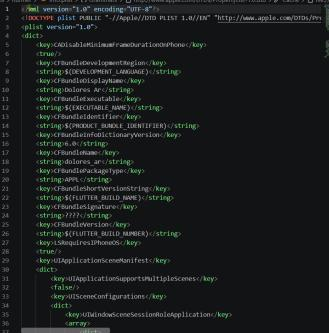 <?xml version="1.0" encoding="UTF-8"?>
<!DOCTYPE plist PUBLIC "-//Apple//DTD PLIST 1.0//EN" "http://www.apple.com/DTDs/Pr
<plist version="1.0">
<dict>
<key>CADisableMinimumFrameDurationOnPhone</key>
<true/>
<key>CFBundleDevelopmentRegion</key>
<string>$(DEVELOPMENT_LANGUAGE)</string>
<key>CFBundleDisplayName</key>
<string>Dolores Ar</string>
<key>CFBundleExecutable</key>
<string>$(EXECUTABLE_NAME)</string>
<key>CFBundleIdentifier</key>
<string>$(PRODUCT_BUNDLE_IDENTIFIER)</string>
<key>CFBundleInfoDictionaryVersion</key>
<string>6.0</string>
<key>CFBundleName</key>
<string>dolores_ar</string>
<key>CFBundlePackageType</key>
<string>APPL</string>
<key>CFBundleShortVersionString</key>
<string>$(FLUTTER_BUILD_NAME)</string>
<key>CFBundleSignature</key>
<string>????</string>
<key>CFBundleVersion</key>
<string>$(FLUTTER_BUILD_NUMBER)</string>
<key>LSRequiresIPhoneOS</key>
<true/>
<key>UIApplicationSceneManifest</key>
<dict>
<key>UIApplicationSupportsMultipleScenes</key>
<false/>
<key>UISceneConfigurations</key>
<dict>
<key>UIWindowSceneSessionRoleApplication</key>
<array>